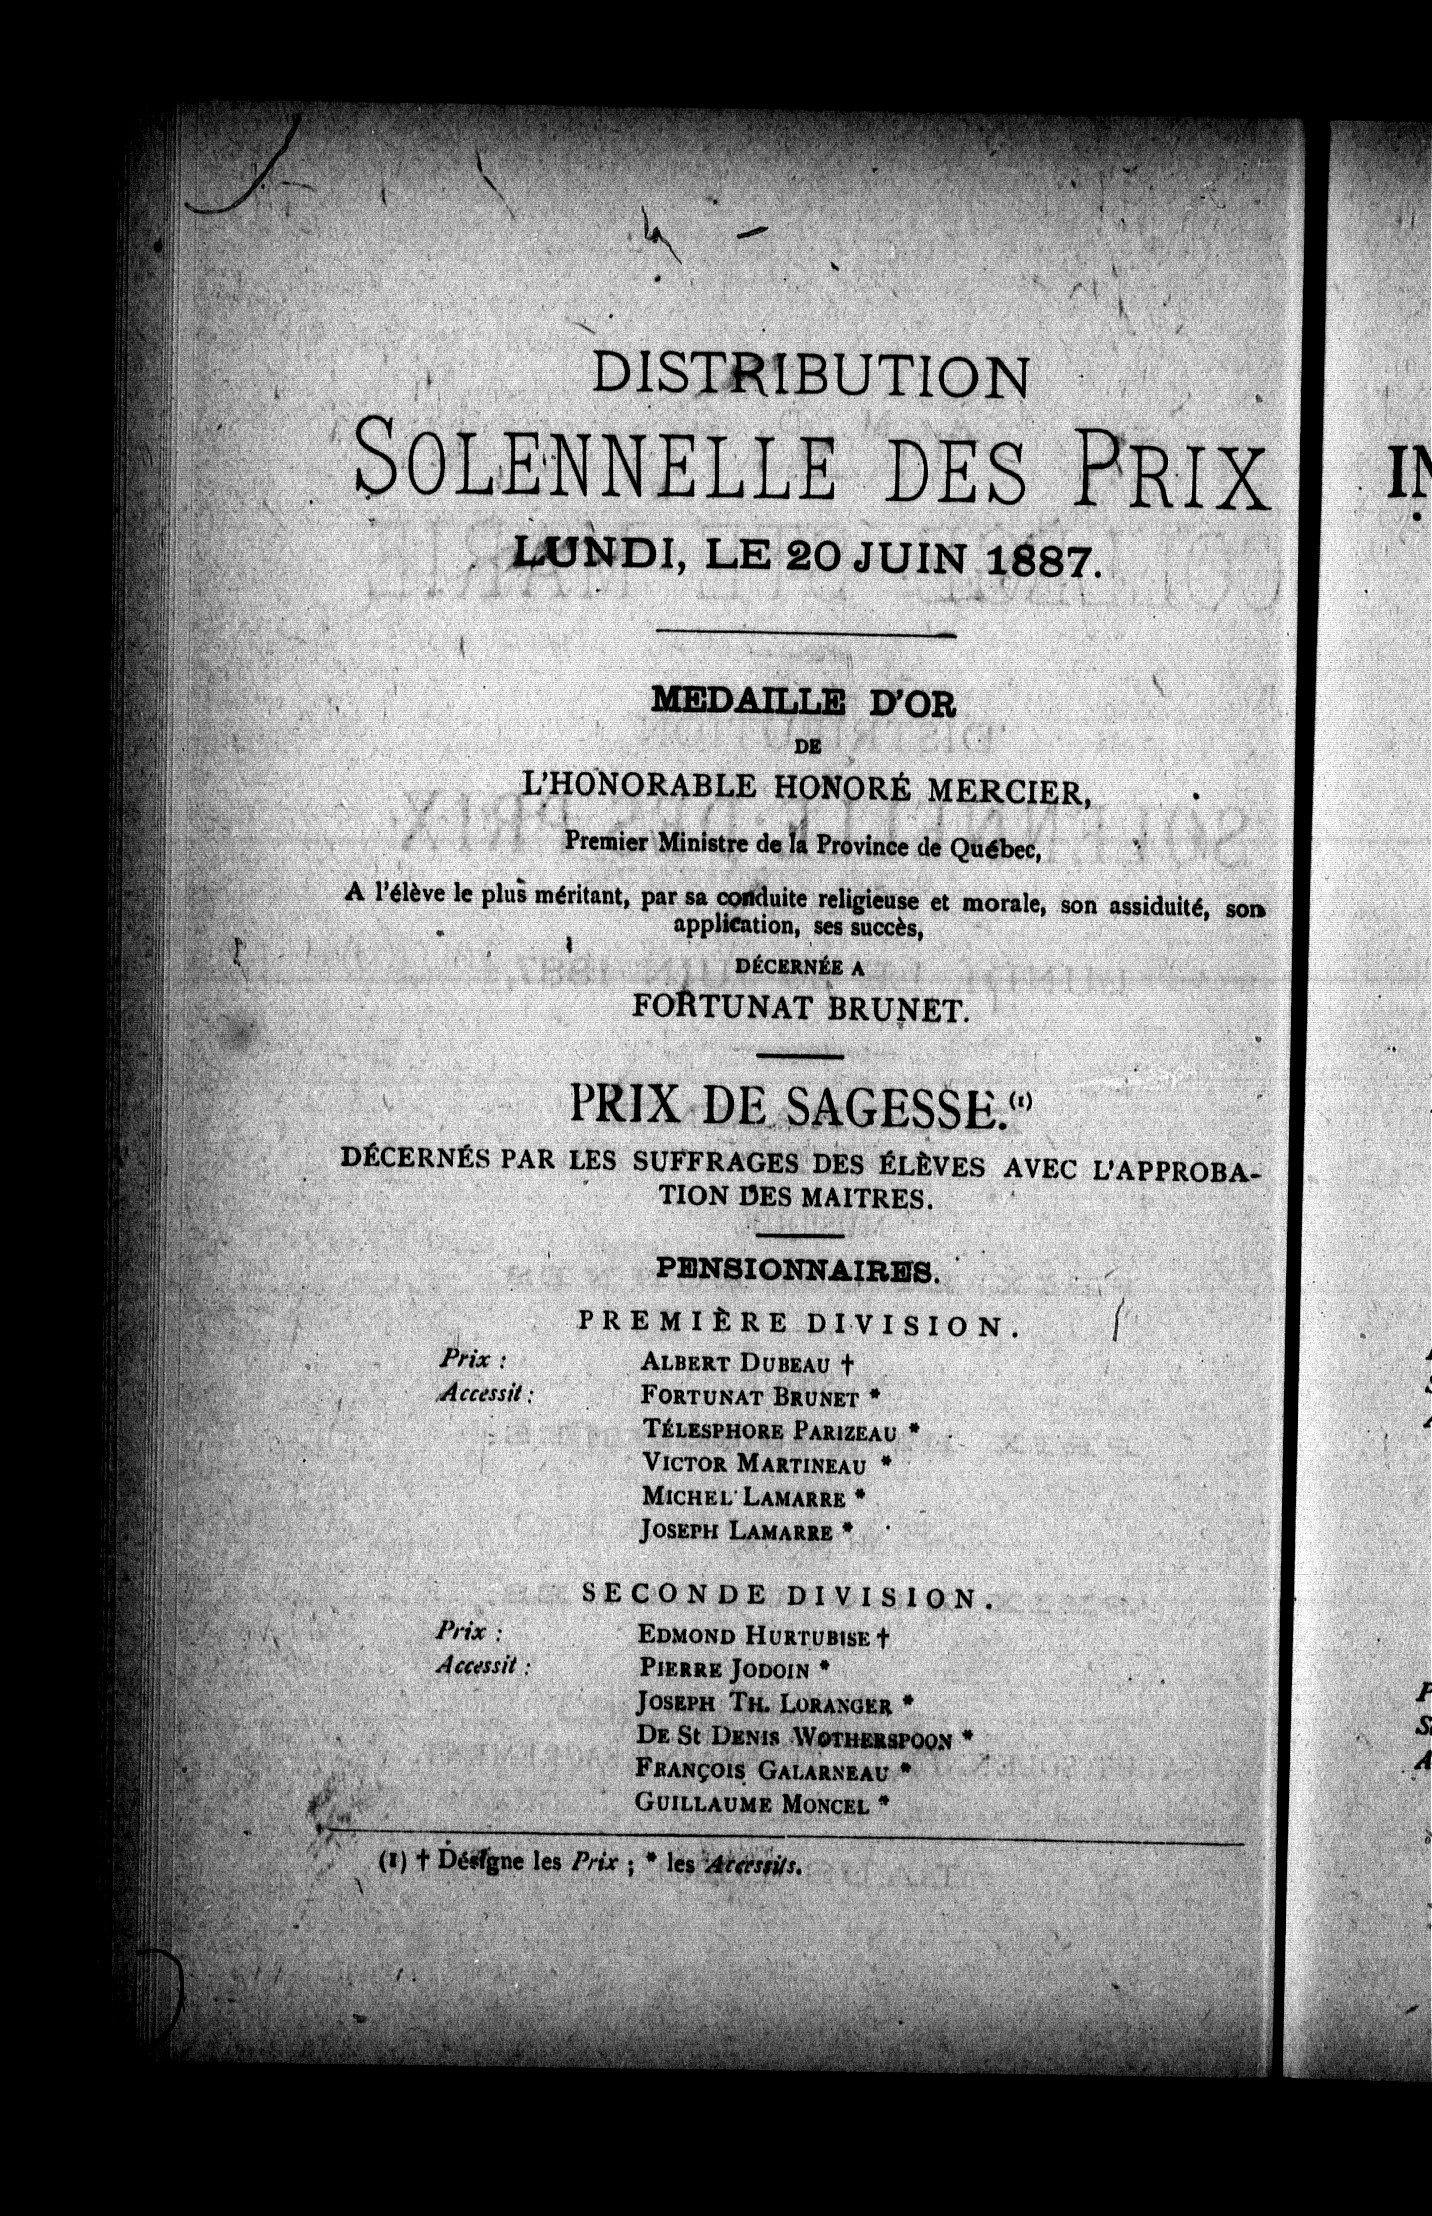 DISTRIBUTION
SOLENNELLE DES PRIX
LUNDI, LE 20 JUIN 1887.
MEDAILLE D'OR
DE
L'HONORABLE HONORÉ MERCIER,
Premier Ministre de la Province de Québec,
A l'élève le plus méritant, par sa conduite religieuse et morale, son assiduité, son
application, ses succès,
DÉCERNÉE A
FORTUNAT BRUNET.
PRIX DE SAGESSE.(1)
DÉCERNÉS PAR LES SUFFRAGES DES ÉLÈVES AVEC L'APPROBA-
TION DES MAITRES.
PENSIONNAIRES.
PREMIÈRE DIVISION.
Prix : ALBERT DUBEAU †
Accessit : FORTUNAT BRUNET *
TÉLESPHORE PARIZEAU *
VICTOR MARTINEAU *
MICHEL LAMARRE *
JOSEPH LAMARRE *
SECONDE DIVISION.
Prix : EDMOND HURTUBISE †
Accessit : PIERRE JODOIN *
JOSEPH TH. LORANGER *
DE St DENIS WOTHERSPOON *
FRANÇOIS GALARNEAU *
GUILLAUME MONCEL *
(1) † Désigne les Prix ; * les Accessits.